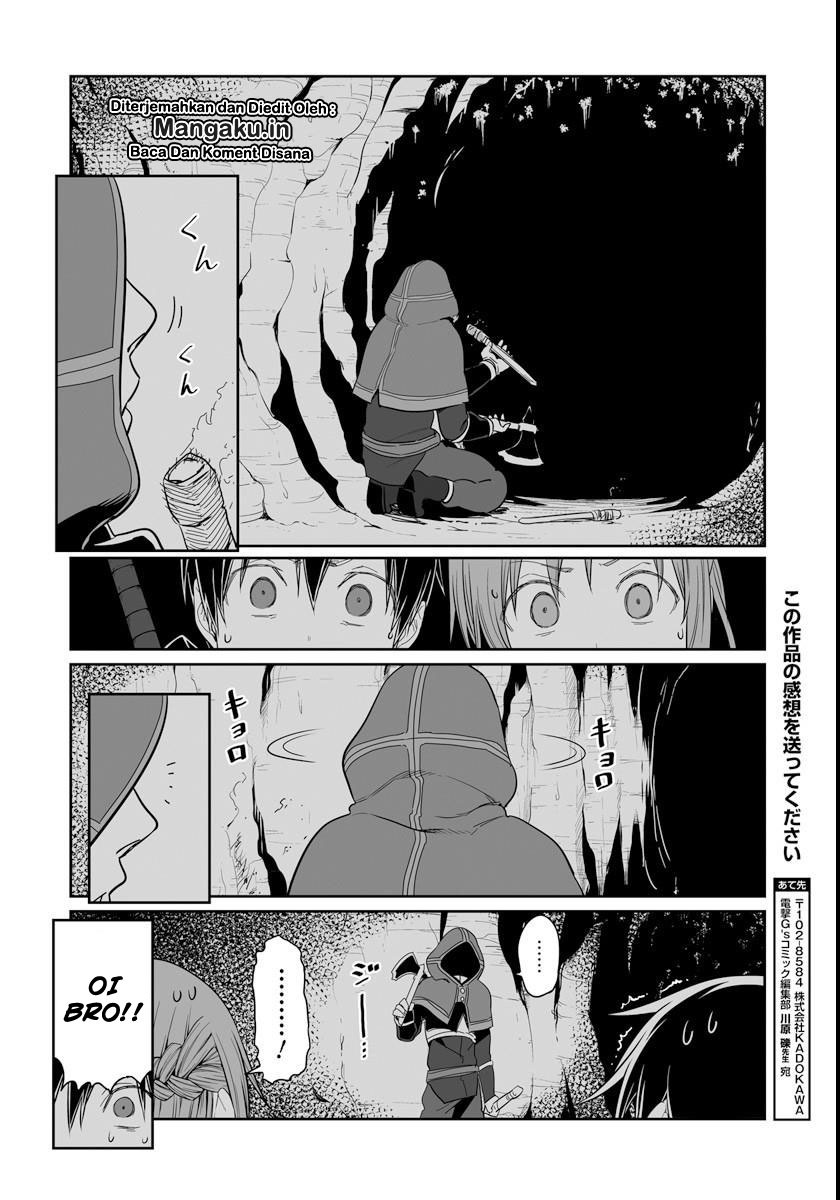 Diterjemahkan dan Diedit Oleh:
Mangaku.in
Baca Dan Koment Disana
くん
くん
キョロ
キョロ
………
ジー
………！
OI
BRO!!
この作品の感想を送ってください
あて先
〒102-8584 株式会社KADOKAWA
電撃G'sコミック編集部 川原 礫先生 宛